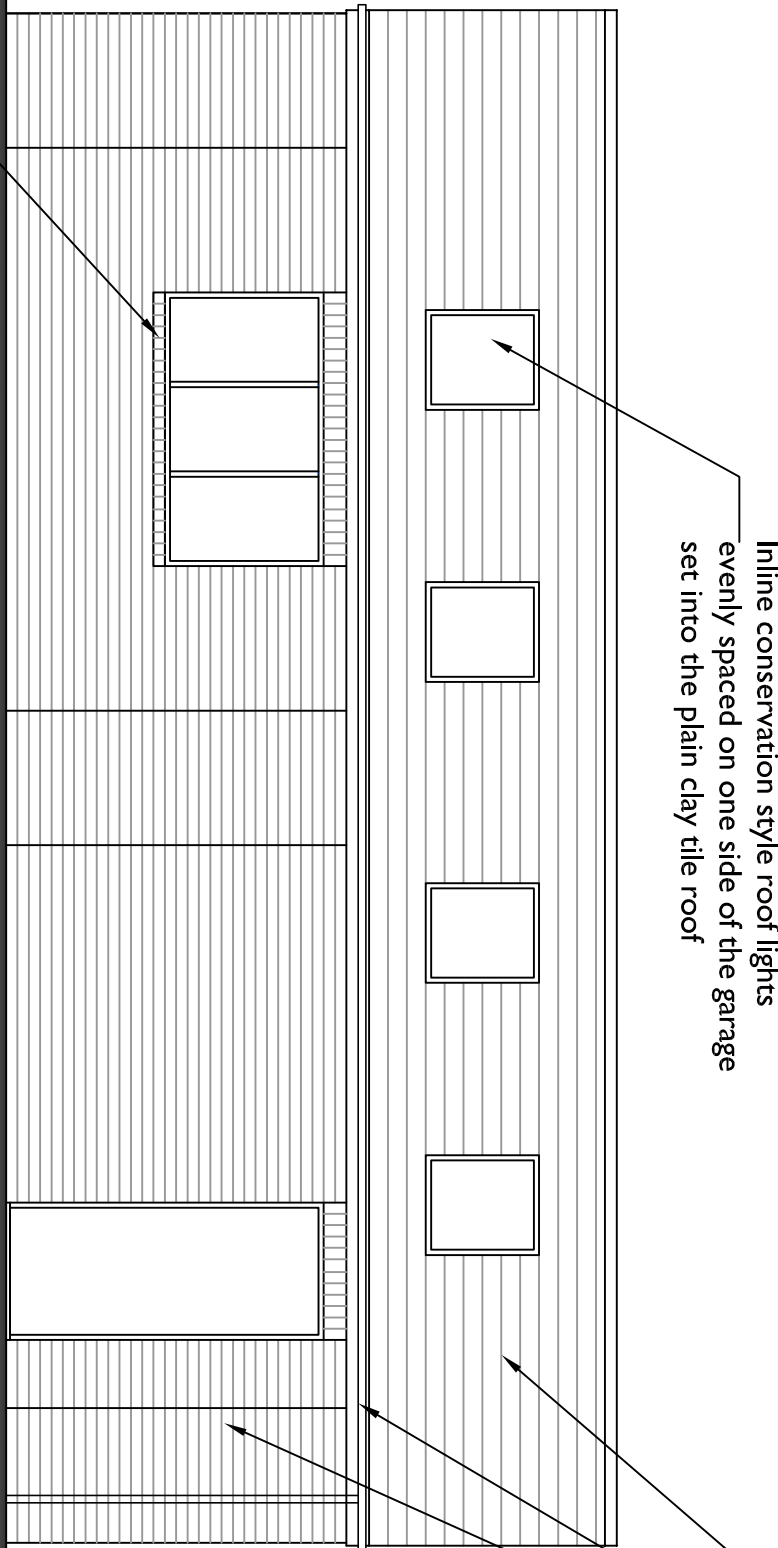 Inline conservation style roof lights
evenly spaced on one side of the garage
set into the plain clay tile roof